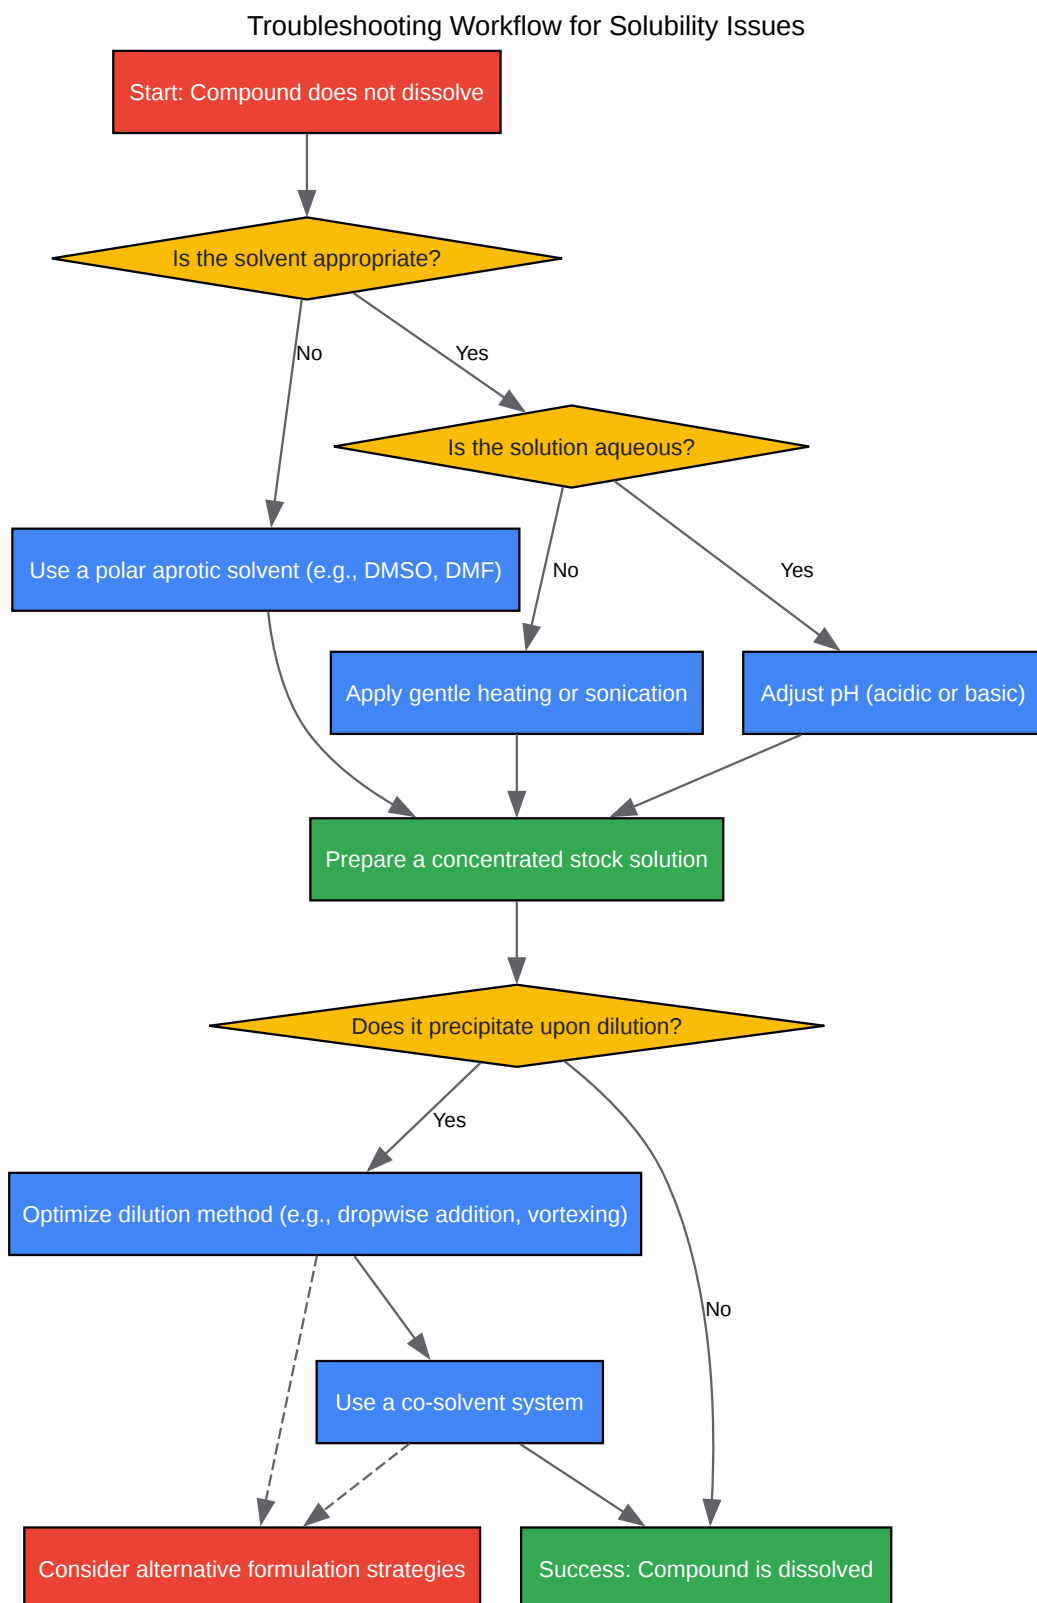 Troubleshooting Workflow for Solubility Issues
Start: Compound does not dissolve
Is the solvent appropriate?
No
Yes
Is the solution aqueous?
Use a polar aprotic solvent (e.g., DMSO, DMF)
No
Yes
Apply gentle heating or sonication
Adjust pH (acidic or basic)
Prepare a concentrated stock solution
Does it precipitate upon dilution?
Yes
Optimize dilution method (e.g., dropwise addition, vortexing)
No
Use a co-solvent system
Consider alternative formulation strategies
Success: Compound is dissolved